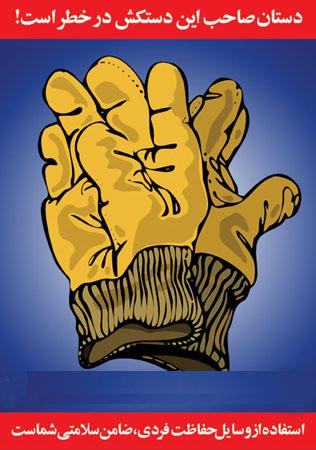 دستان صاحب این دستکش در خطر است!
استفاده از وسایل حفاظت فردی، ضامن سلامتی شماست